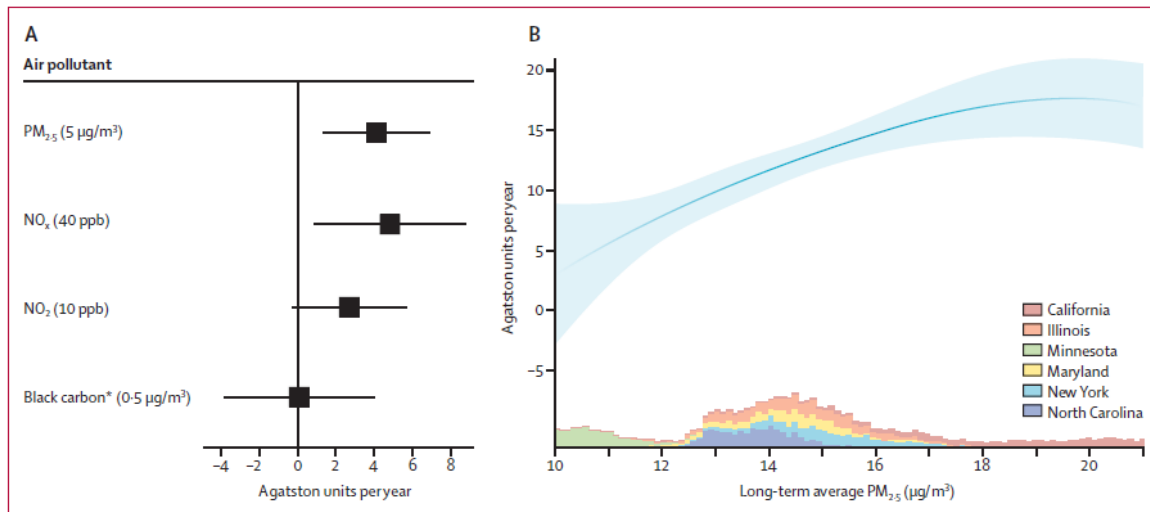 A
Air pollutant
PM2·5 (5 µg/m³)
NOx (40 ppb)
NO2 (10 ppb)
Black carbon* (0·5 µg/m³)
-4 -2 0 2 4 6 8
Agatston units per year
B
20
15
10
5
0
-5
Agatston units per year
California
Illinois
Minnesota
Maryland
New York
North Carolina
10 12 14 16 18 20
Long-term average PM2·5 (µg/m³)